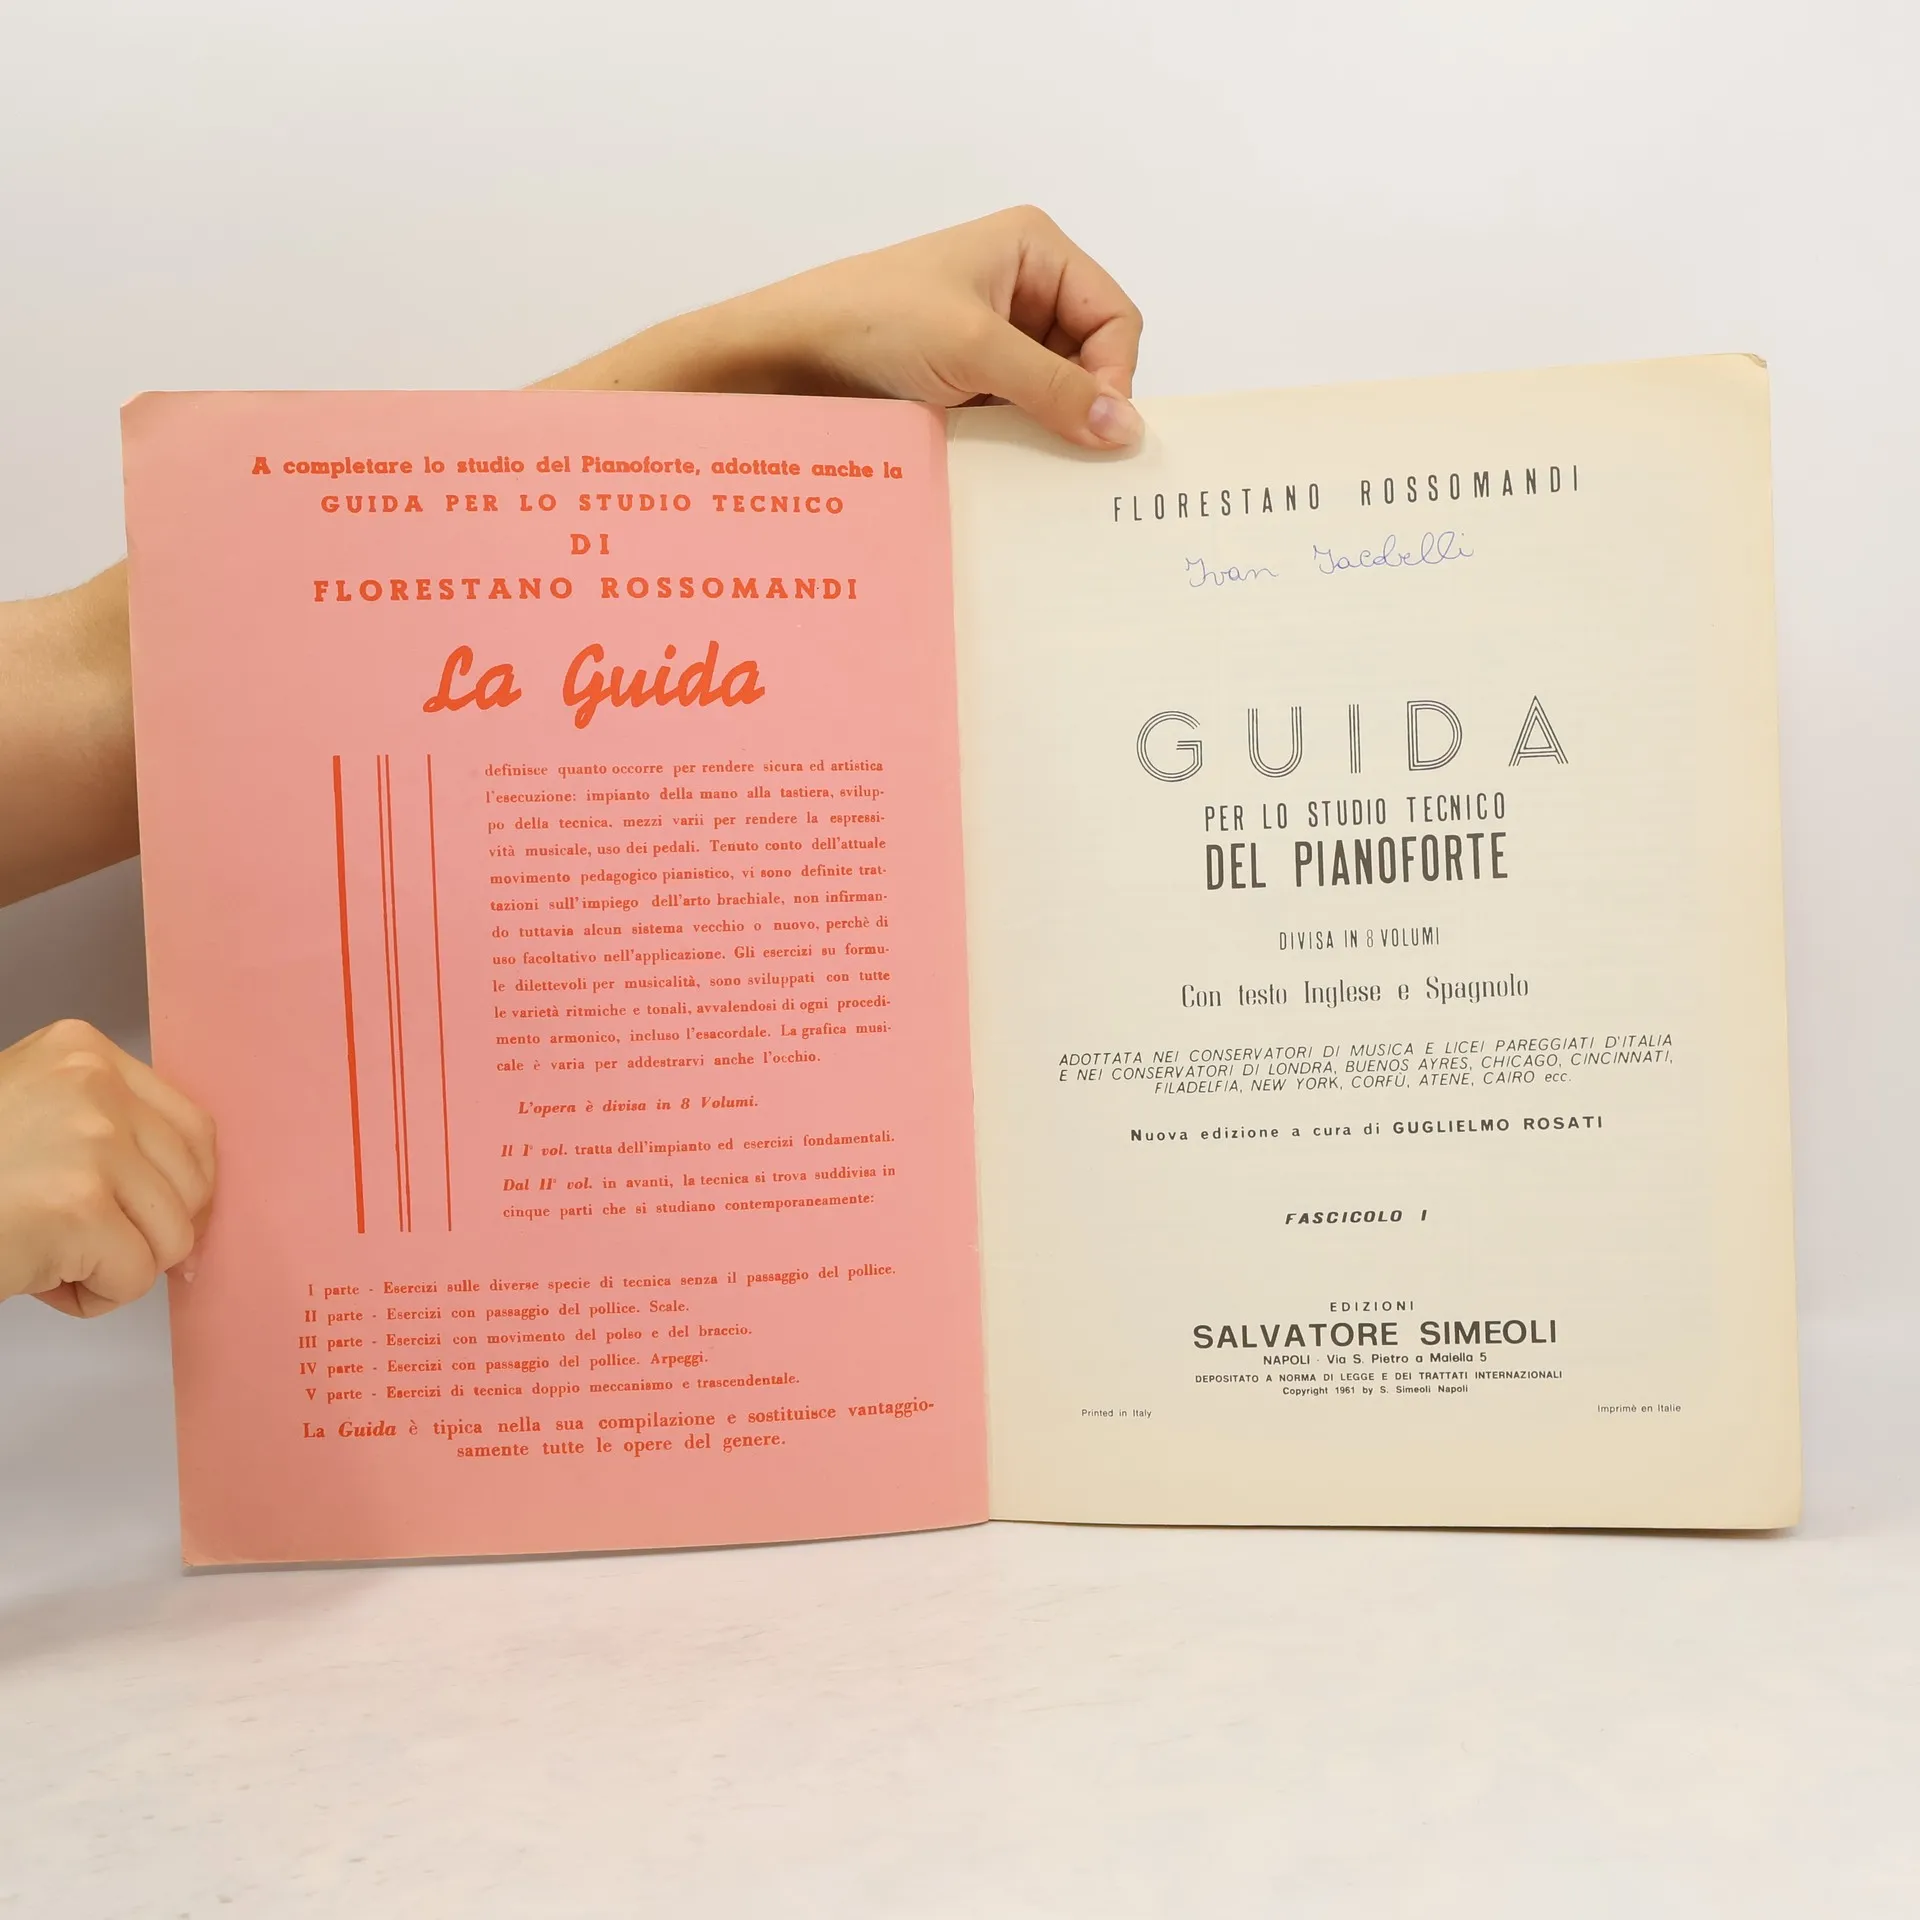 A completare lo studio del Pianoforte, adottate anche la
GUIDA PER LO STUDIO TECNICO
DI
FLORESTANO ROSSOMANDI
La Guida
definisce quanto occorre per rendere sicura ed artistica
l'esecuzione: impianto della mano alla tastiera, svilup-
po della tecnica. mezzi varii per rendere la espressi-
vità musicale, uso dei pedali. Tenuto conto dell'attuale
movimento pedagogico pianistico, vi sono definite trat-
tazioni sull'impiego dell'arto brachiale, non infirman-
do tuttavia alcun sistema vecchio o nuovo, perchè di
uso facoltativo nell'applicazione. Gli esercizi su formu-
le dilettevoli per musicalità, sono sviluppati con tutte
le varietà ritmiche e tonali, avvalendosi di ogni procedi-
mento armonico, incluso l'esacordale. La grafica musi-
cale è varia per addestrarvi anche l'occhio.
L'opera è divisa in 8 Volumi.
Il I° vol. tratta dell'impianto ed esercizi fondamentali.
Dal II° vol. in avanti, la tecnica si trova suddivisa in
cinque parti che si studiano contemporaneamente:
I parte - Esercizi sulle diverse specie di tecnica senza il passaggio del pollice.
II parte - Esercizi con passaggio del pollice. Scale.
III parte - Esercizi con movimento del polso e del braccio.
IV parte - Esercizi con passaggio del pollice. Arpeggi.
V parte - Esercizi di tecnica doppio meccanismo e trascendentale.
La Guida è tipica nella sua compilazione e sostituisce vantaggio-
samente tutte le opere del genere.
FLORESTANO ROSSOMANDI
Ivan Iacobelli
GUIDA
PER LO STUDIO TECNICO
DEL PIANOFORTE
DIVISA IN 8 VOLUMI
Con testo Inglese e Spagnolo
ADOTTATA NEI CONSERVATORI DI MUSICA E LICEI PAREGGIATI D'ITALIA
E NEI CONSERVATORI DI LONDRA, BUENOS AYRES, CHICAGO, CINCINNATI,
FILADELFIA, NEW YORK, CORFÙ, ATENE, CAIRO ecc.
Nuova edizione a cura di GUGLIELMO ROSATI
FASCICOLO I
EDIZIONI
SALVATORE SIMEOLI
NAPOLI - Via S. Pietro a Maiella 5
DEPOSITATO A NORMA DI LEGGE E DEI TRATTATI INTERNAZIONALI
Copyright 1961 by S. Simeoli Napoli
Printed in Italy
Imprimè en Italie